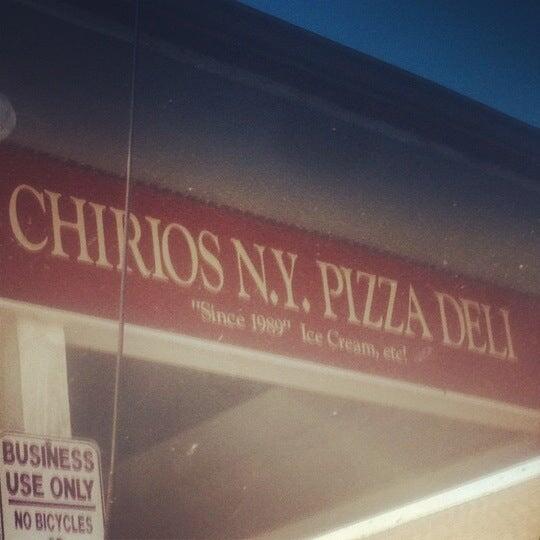 CHIRIOS N.Y. PIZZA DELI
"Since 1989" Ice Cream, etc!
BUSINESS
USE ONLY
NO BICYCLES